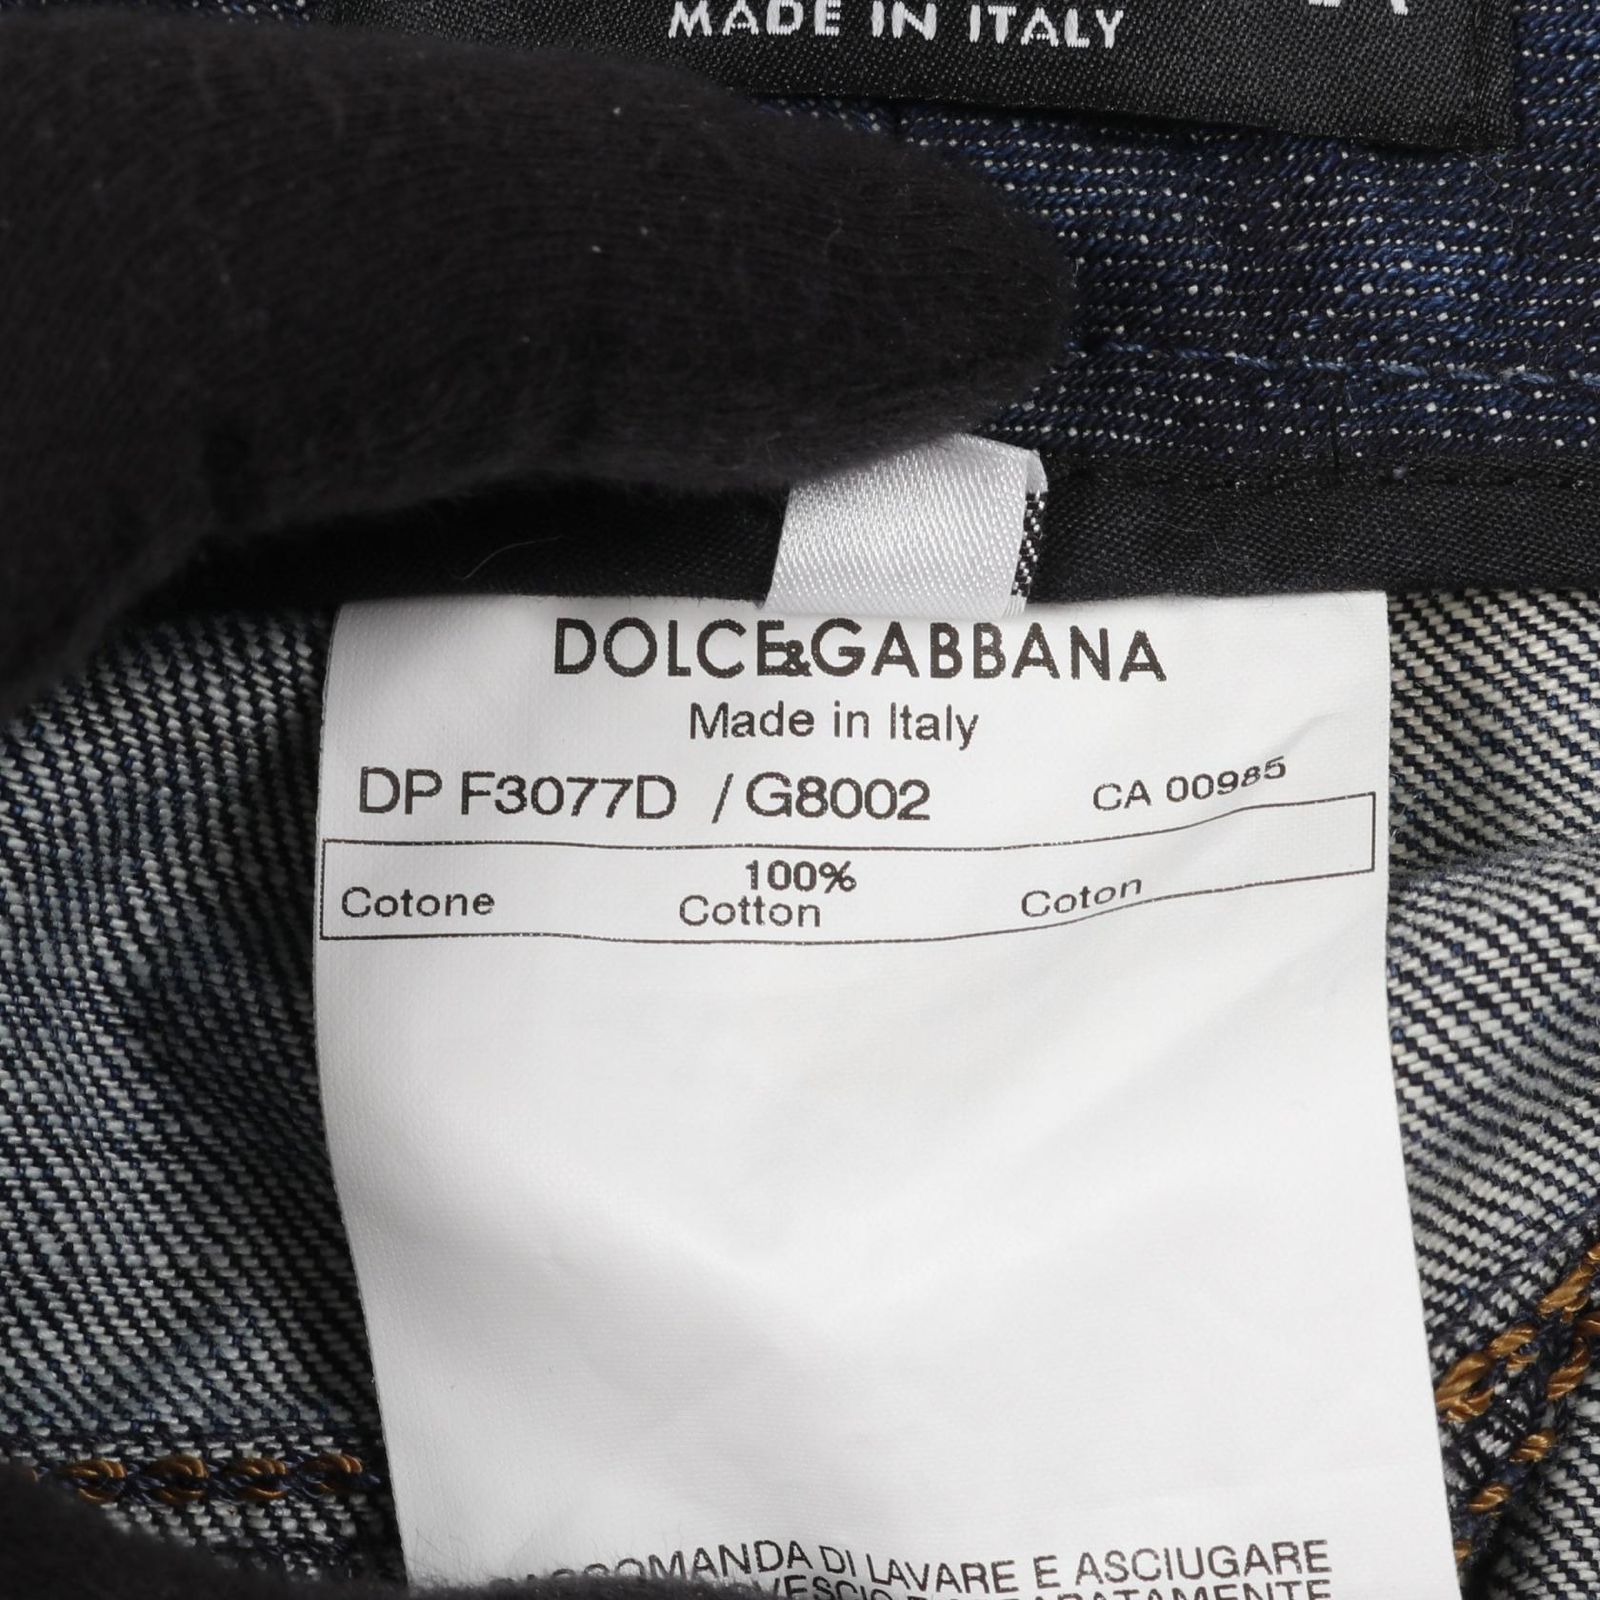 MADE IN ITALY
DOLCE&GABBANA
Made in Italy
DP F3077D / G8002 CA 00985
100%
Cotone Cotton Coton
DI LAVARE E ASCIUGARE